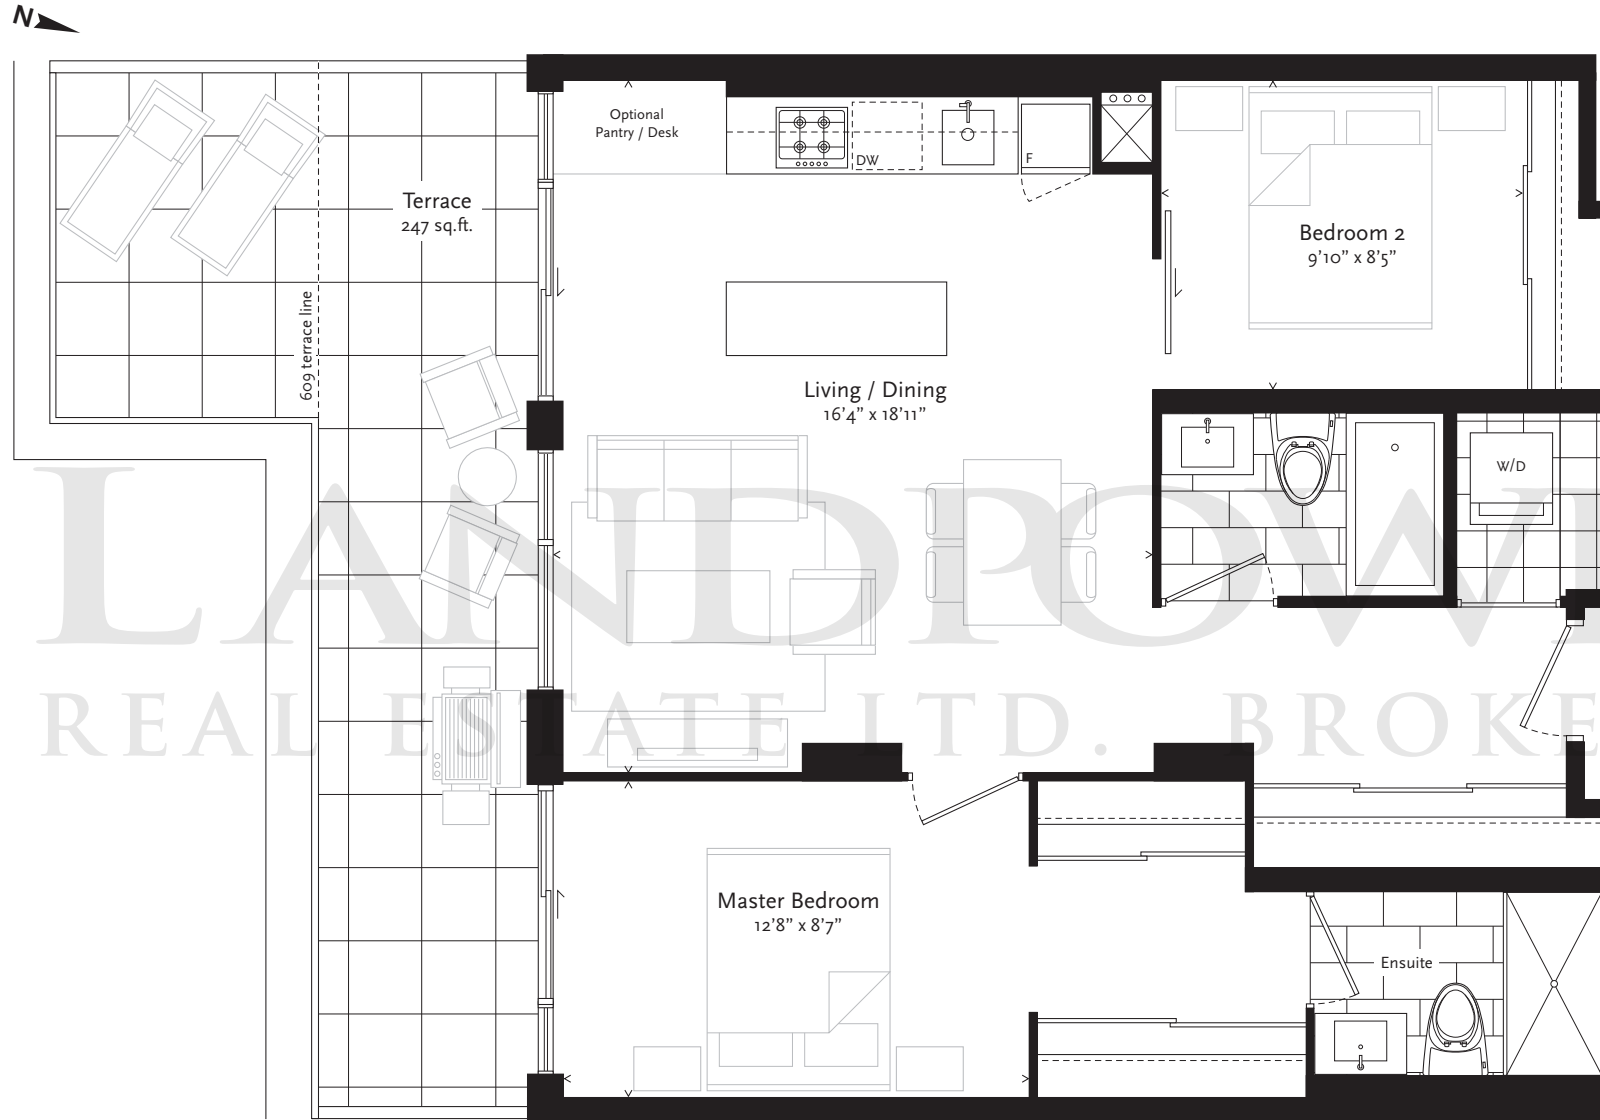 N
Optional
Pantry / Desk
DW
F
Terrace
247 sq.ft.
Bedroom 2
9’10” x 8’5”
609 terrace line
Living / Dining
16’4” x 18’11”
W/D
LANDPOW
REAL ESTATE LTD. BROKE
Master Bedroom
12’8” x 8’7”
Ensuite